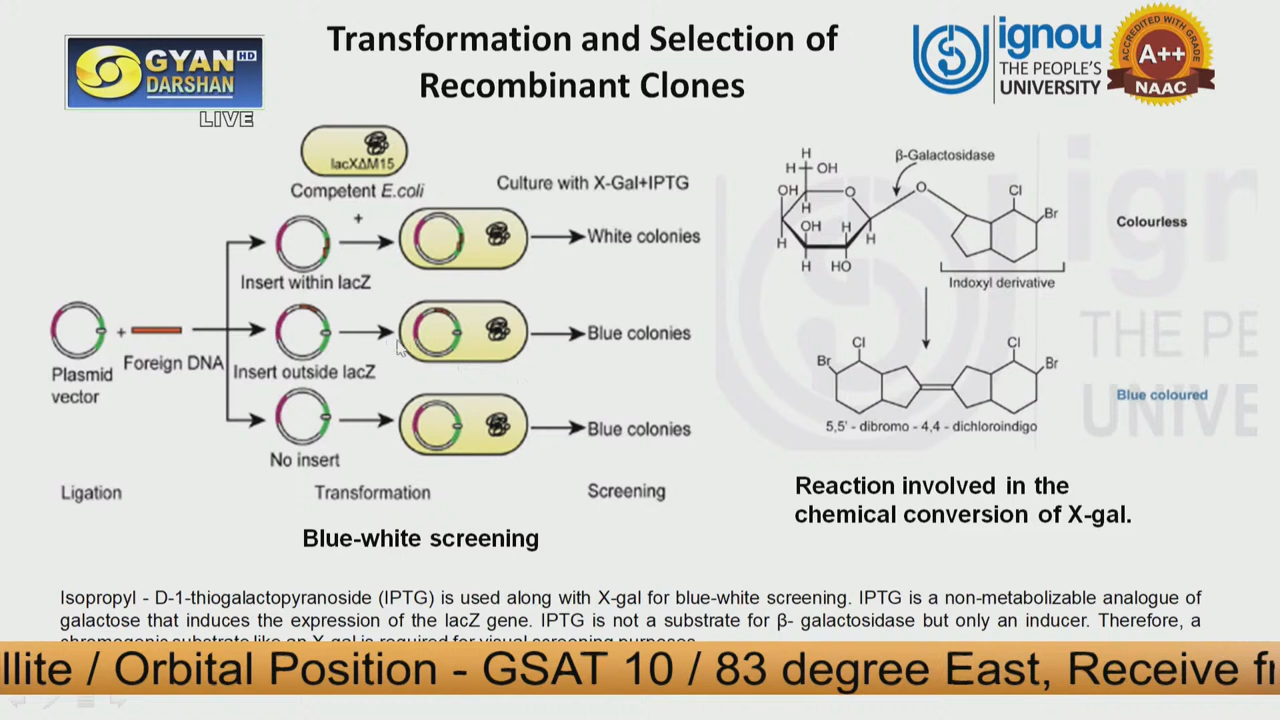 GYAN HD
DARSHAN
LIVE
Transformation and Selection of
Recombinant Clones
ignou
THE PEOPLE'S
UNIVERSITY
ACCREDITED WITH GRADE
A++
NAAC
lacXΔM15
Competent E.coli
Culture with X-Gal+IPTG
+
White colonies
Insert within lacZ
+
Foreign DNA
Plasmid
vector
Insert outside lacZ
Blue colonies
Blue colonies
No insert
Ligation
Transformation
Screening
Blue-white screening
β-Galactosidase
H
H OH
OH O O Cl
H Br
OH H
H H
H HO
Colourless
Indoxyl derivative
Cl Cl
Br Br
Blue coloured
5,5' - dibromo - 4,4 - dichloroindigo
Reaction involved in the
chemical conversion of X-gal.
ign
THE PE
UNIVE
Isopropyl - D-1-thiogalactopyranoside (IPTG) is used along with X-gal for blue-white screening. IPTG is a non-metabolizable analogue of
galactose that induces the expression of the lacZ gene. IPTG is not a substrate for β- galactosidase but only an inducer. Therefore, a
chromogenic substrate like an X-gal is required for visual screening purposes.
llite / Orbital Position - GSAT 10 / 83 degree East, Receive fr